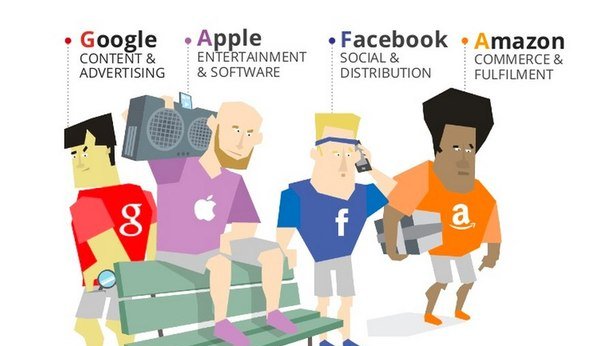 Google
CONTENT &
ADVERTISING
Apple
ENTERTAINMENT
& SOFTWARE
Facebook
SOCIAL &
DISTRIBUTION
Amazon
COMMERCE &
FULFILMENT
g
f
a